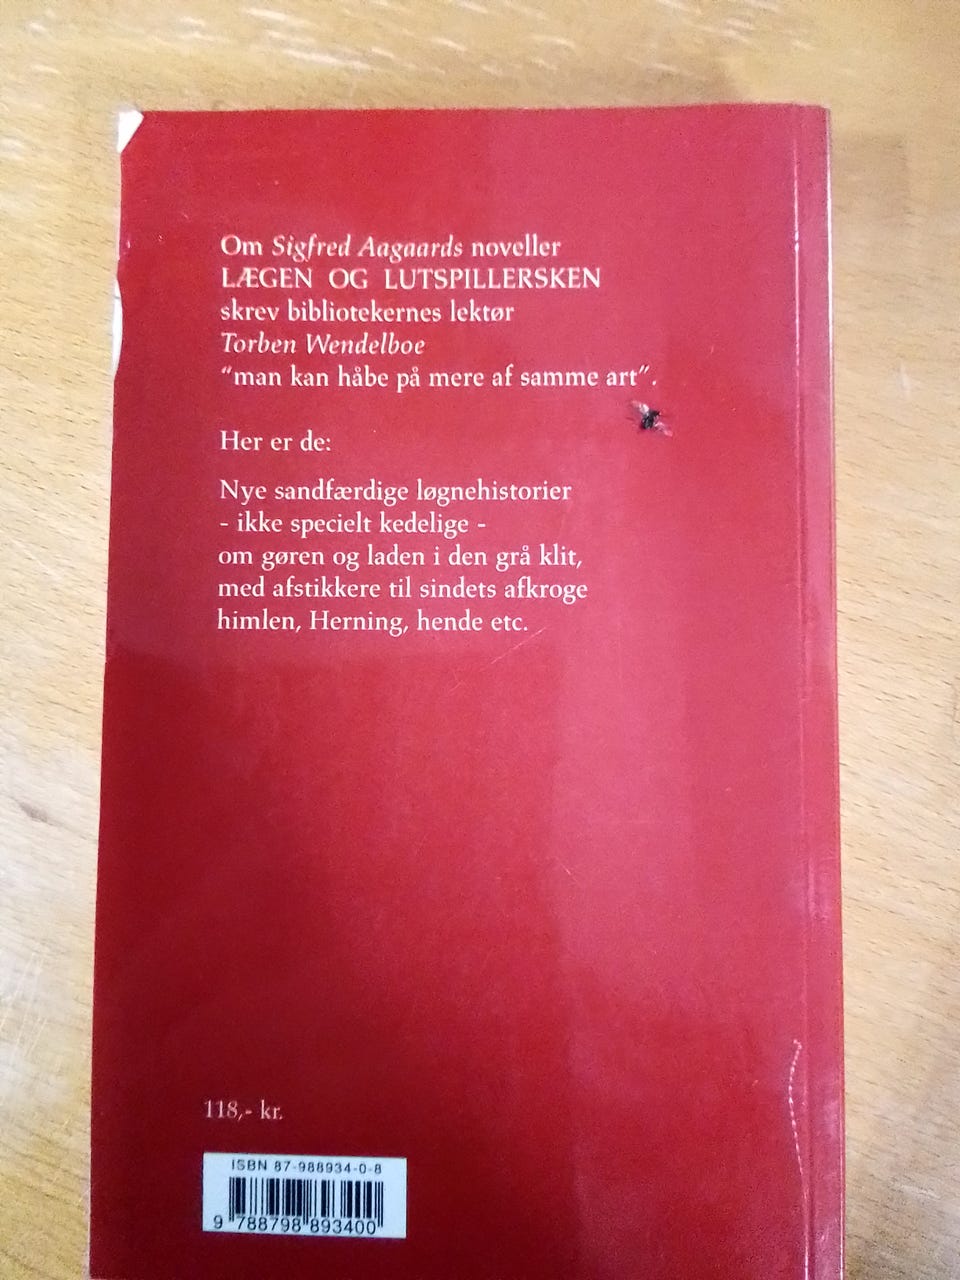 Om Sigfred Aagaards noveller
LÆGEN OG LUTSPILLERSKEN
skrev bibliotekernes lektør
Torben Wendelboe
“man kan håbe på mere af samme art”.
Her er de:
Nye sandfærdige løgnehistorier
- ikke specielt kedelige -
om gøren og laden i den grå klit,
med afstikkere til sindets afkroge
himlen, Herning, hende etc.
118,- kr.
ISBN 87-988934-0-8
9 788798 893400